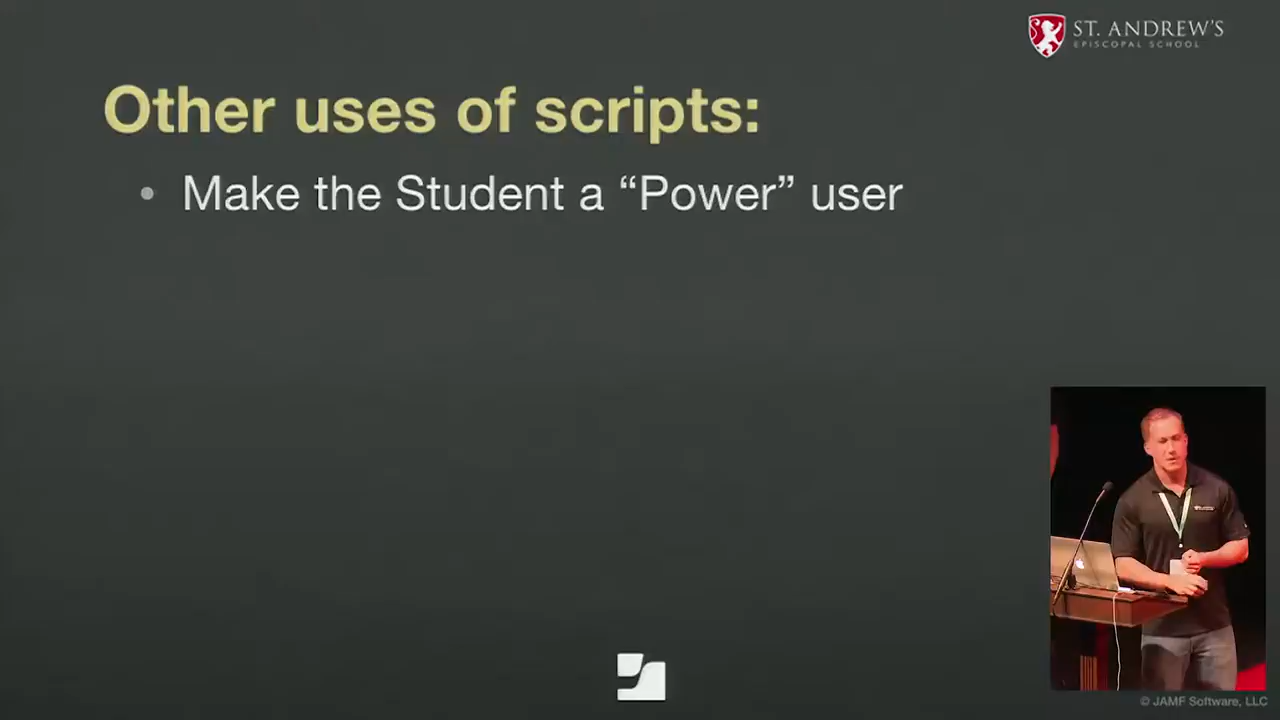 ST. ANDREW'S
EPISCOPAL SCHOOL
Other uses of scripts:
• Make the Student a “Power” user
© JAMF Software, LLC